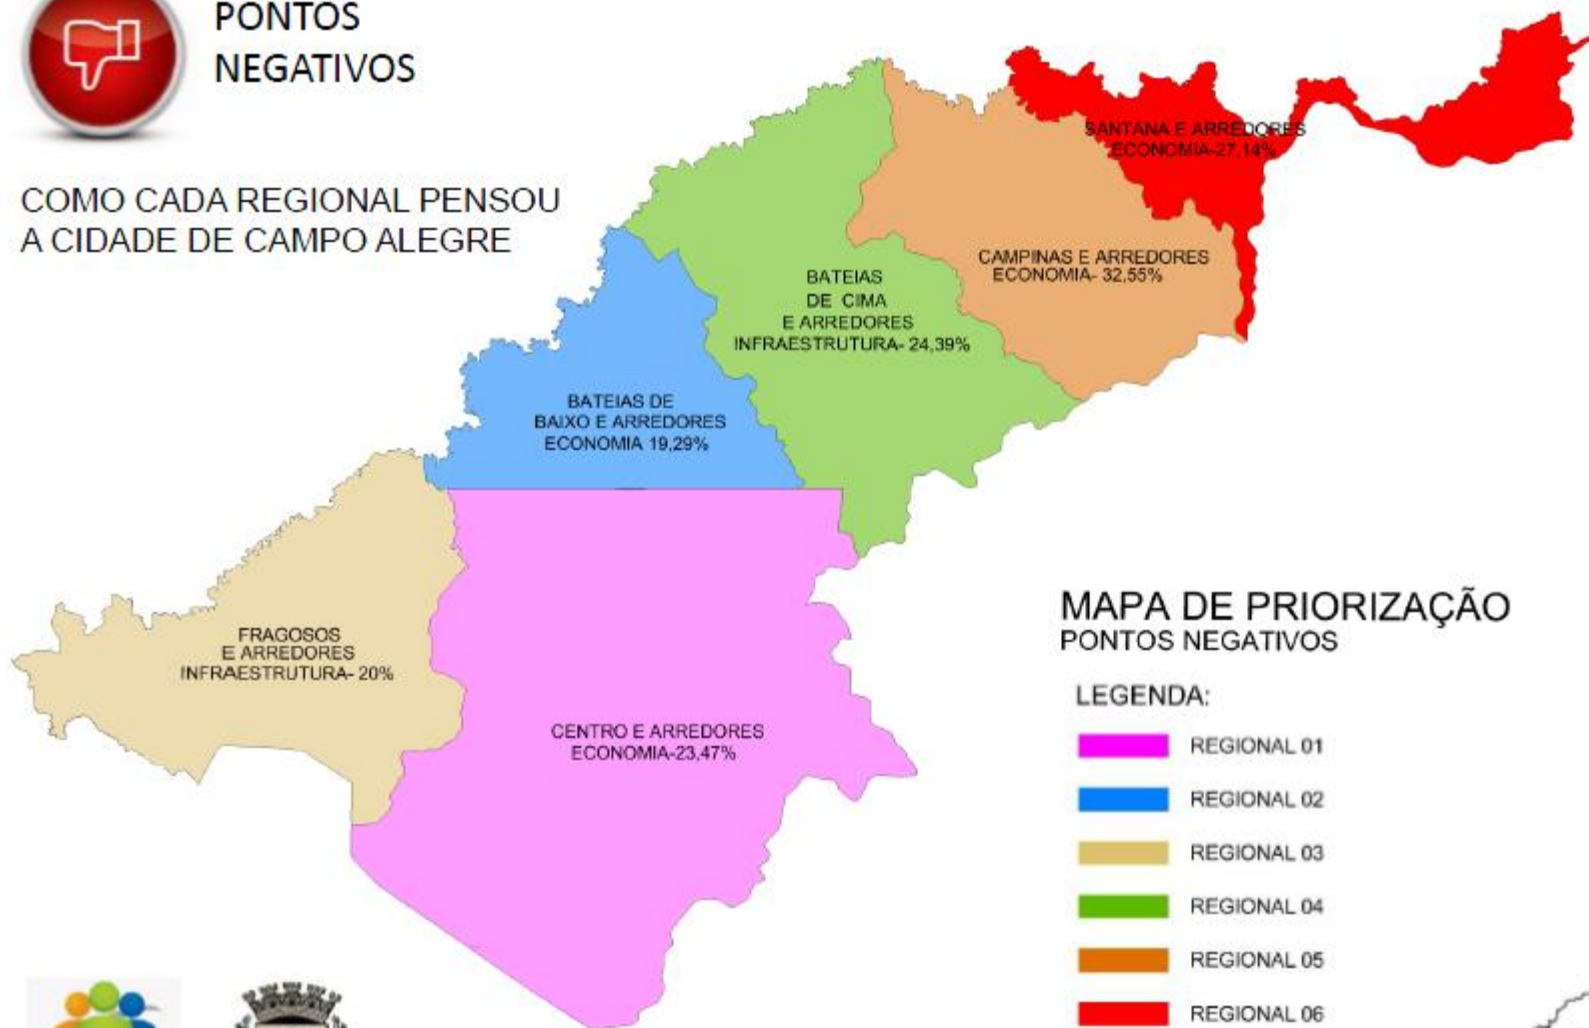 PONTOS
NEGATIVOS
COMO CADA REGIONAL PENSOU
A CIDADE DE CAMPO ALEGRE
SANTANA E ARREDORES
ECONOMIA-27,14%
CAMPINAS E ARREDORES
ECONOMIA- 32,55%
BATEIAS
DE CIMA
E ARREDORES
INFRAESTRUTURA- 24,39%
BATEIAS DE
BAIXO E ARREDORES
ECONOMIA 19,29%
FRAGOSOS
E ARREDORES
INFRAESTRUTURA- 20%
CENTRO E ARREDORES
ECONOMIA-23,47%
MAPA DE PRIORIZAÇÃO
PONTOS NEGATIVOS
LEGENDA:
REGIONAL 01
REGIONAL 02
REGIONAL 03
REGIONAL 04
REGIONAL 05
REGIONAL 06